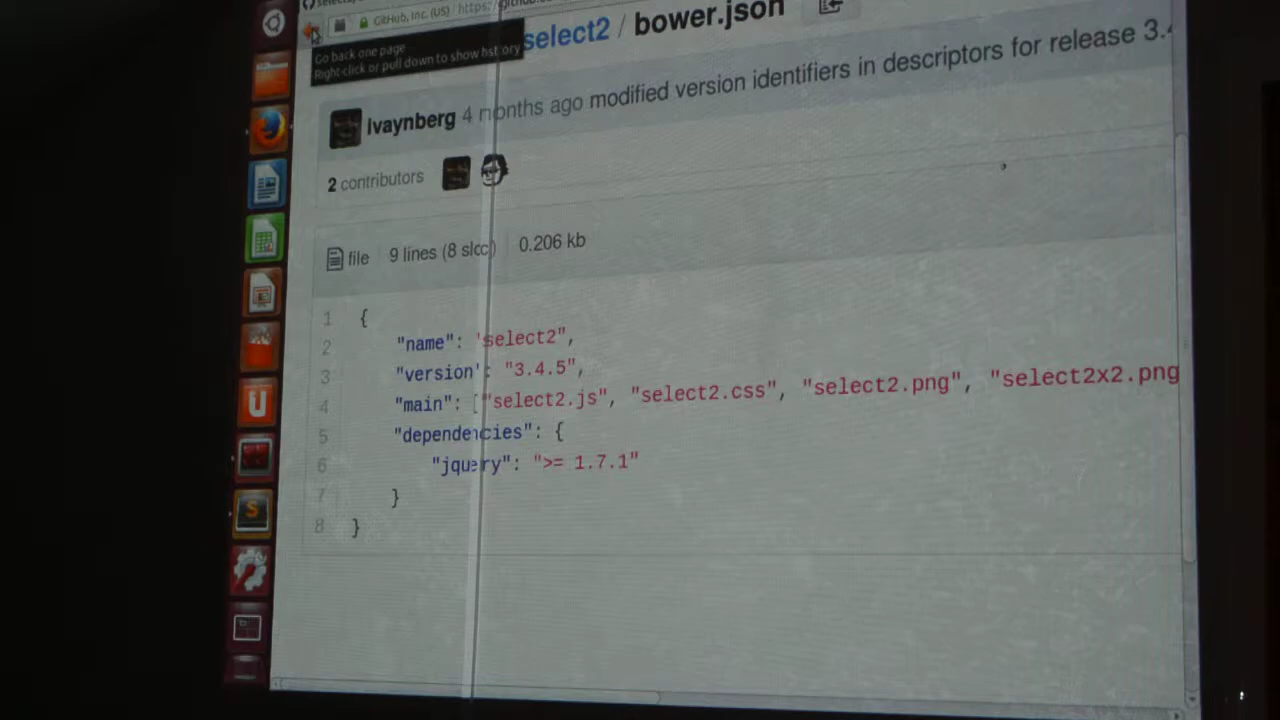 GitHub, Inc. (US) https://
Go back one page
Right-click or pull down to show history
select2 / bower.json
ivaynberg 4 months ago modified version identifiers in descriptors for release 3.
2 contributors
file 9 lines (8 sloc) 0.206 kb
1 {
2 "name": "select2",
3 "version": "3.4.5",
4 "main": ["select2.js", "select2.css", "select2.png", "select2x2.png
5 "dependencies": {
6 "jquery": ">= 1.7.1"
7 }
8 }